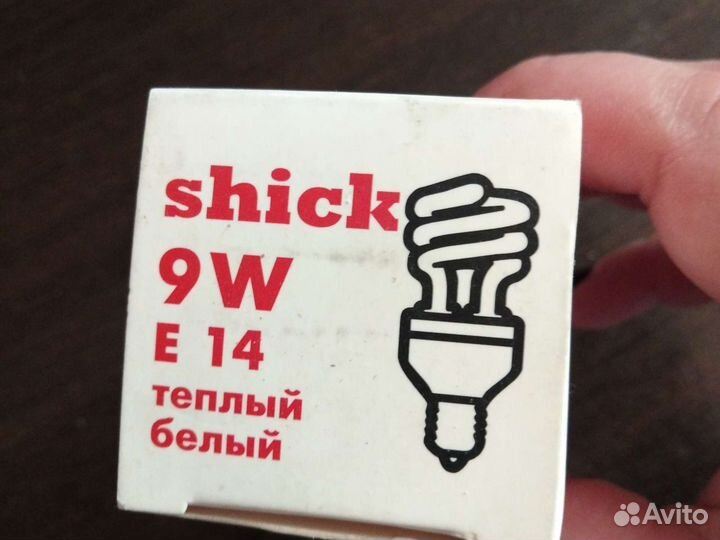 shick
9W
E 14
теплый
белый
Avito